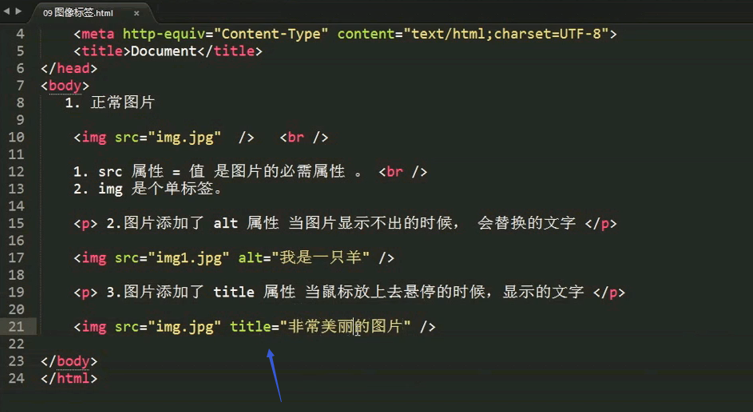 09 图像标签.html ×
4 <meta http-equiv="Content-Type" content="text/html;charset=UTF-8">
5 <title>Document</title>
6 </head>
7 <body>
8 1. 正常图片
9
10 <img src="img.jpg" /> <br />
11
12 1. src 属性 = 值 是图片的必需属性 。 <br />
13 2. img 是个单标签。
14
15 <p> 2.图片添加了 alt 属性 当图片显示不出的时候， 会替换的文字 </p>
16
17 <img src="img1.jpg" alt="我是一只羊" />
18
19 <p> 3.图片添加了 title 属性 当鼠标放上去悬停的时候，显示的文字 </p>
20
21 <img src="img.jpg" title="非常美丽的图片" />
22
23 </body>
24 </html>